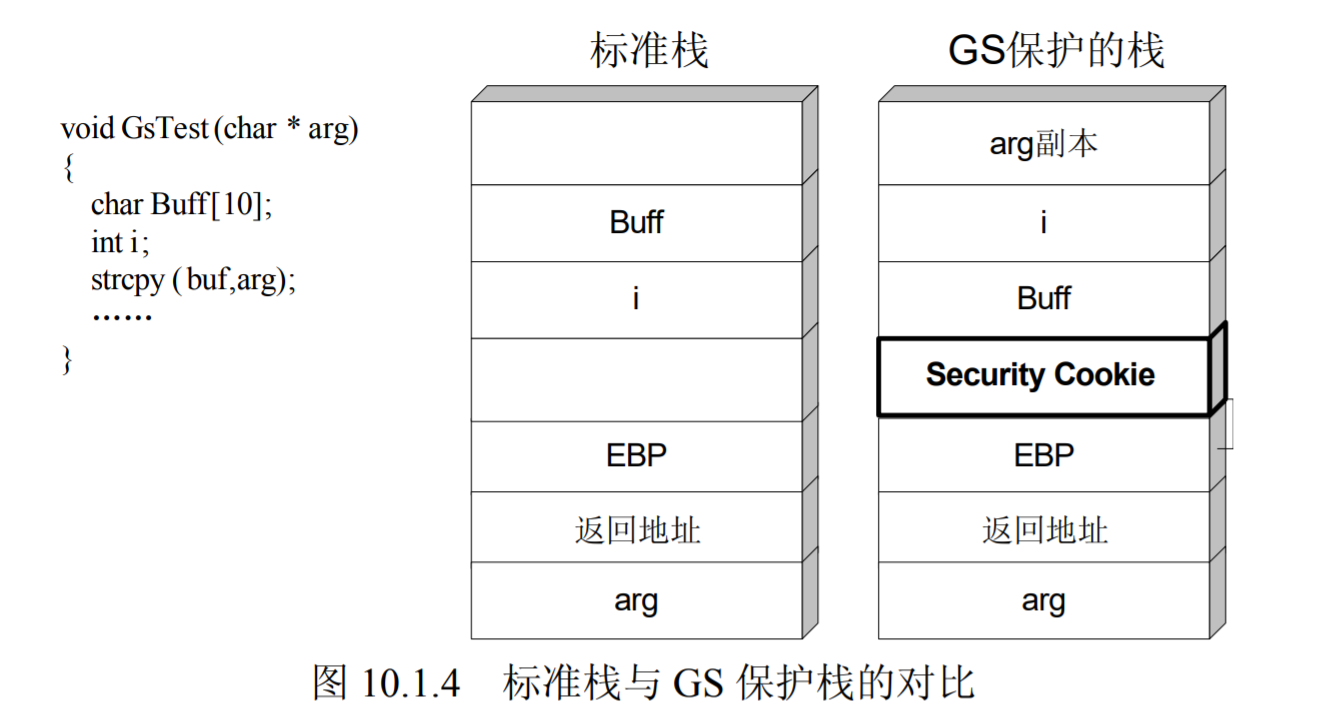 void GsTest(char * arg)
{
char Buff[10];
int i;
strcpy ( buf,arg);
……
}
标准栈
Buff
i
EBP
返回地址
arg
GS保护的栈
arg副本
i
Buff
Security Cookie
EBP
返回地址
arg
图 10.1.4 标准栈与 GS 保护栈的对比